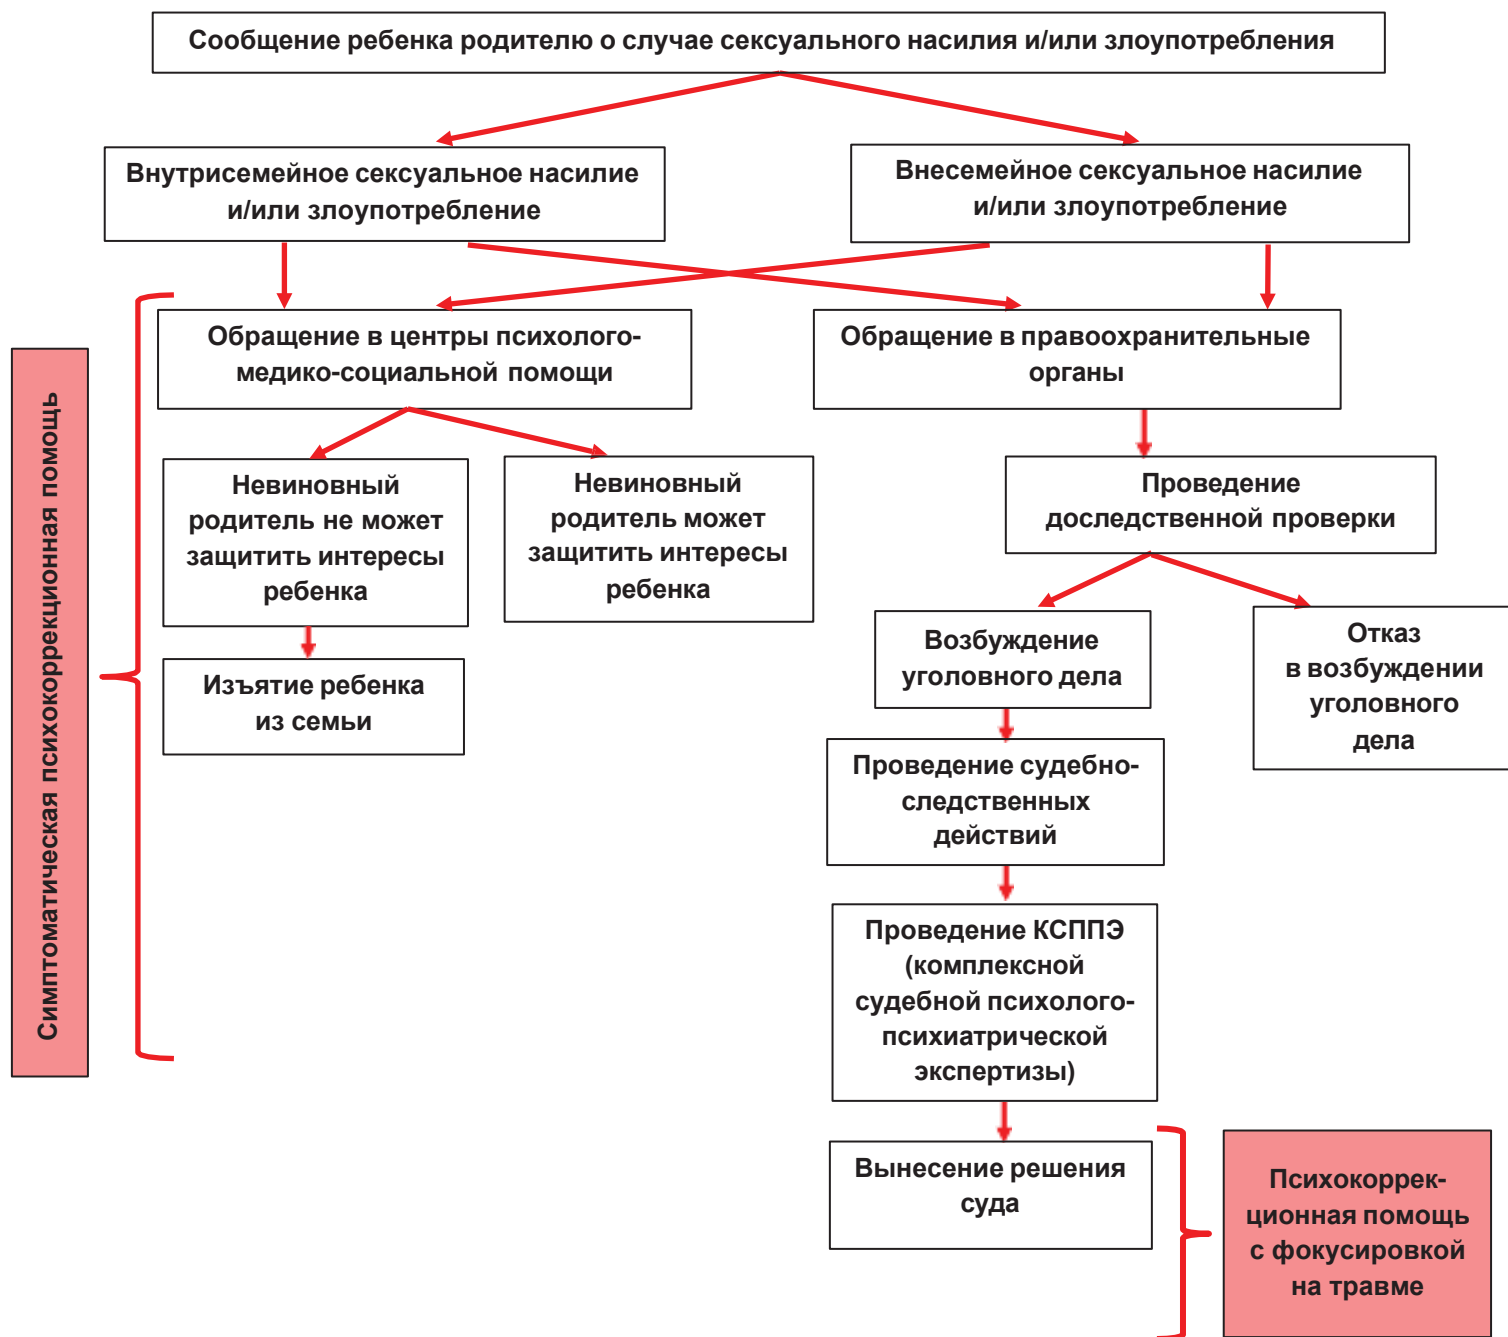 Сообщение ребенка родителю о случае сексуального насилия и/или злоупотребления
Внутрисемейное сексуальное насилие
и/или злоупотребление
Внесемейное сексуальное насилие
и/или злоупотребление
Обращение в центры психолого-
медико-социальной помощи
Обращение в правоохранительные
органы
Симптоматическая психокоррекционная помощь
Невиновный
родитель не может
защитить интересы
ребенка
Невиновный
родитель может
защитить интересы
ребенка
Проведение
доследственной проверки
Изъятие ребенка
из семьи
Возбуждение
уголовного дела
Отказ
в возбуждении
уголовного
дела
Проведение судебно-
следственных
действий
Проведение КСППЭ
(комплексной
судебной психолого-
психиатрической
экспертизы)
Вынесение решения
суда
Психокоррек-
ционная помощь
с фокусировкой
на травме